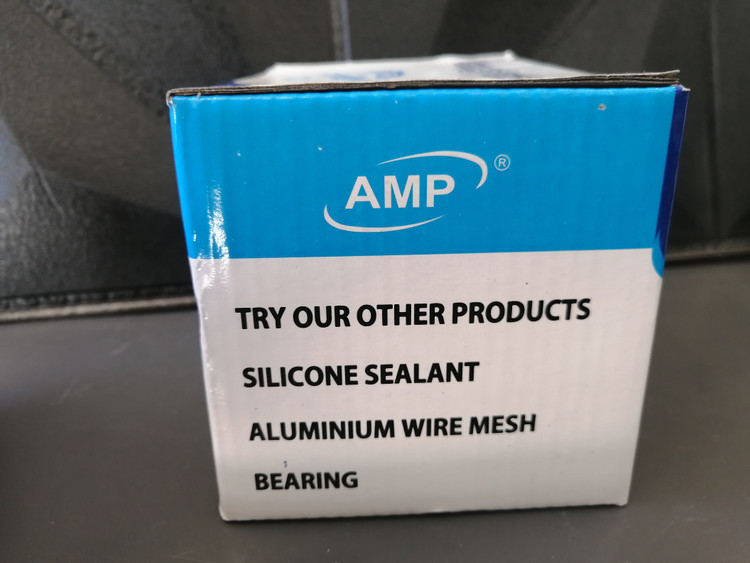 AMP®
TRY OUR OTHER PRODUCTS
SILICONE SEALANT
ALUMINIUM WIRE MESH
BEARING